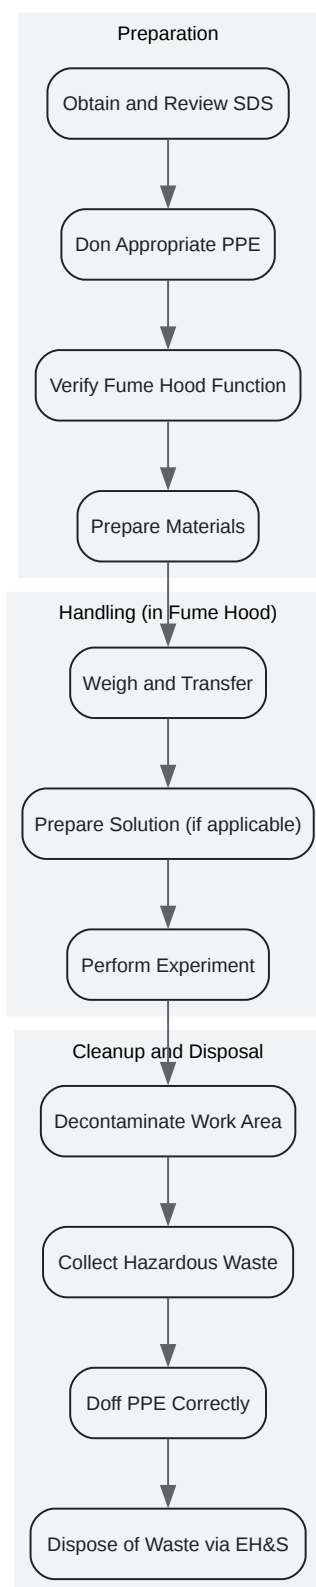 Preparation
Obtain and Review SDS
Don Appropriate PPE
Verify Fume Hood Function
Prepare Materials
Handling (in Fume Hood)
Weigh and Transfer
Prepare Solution (if applicable)
Perform Experiment
Cleanup and Disposal
Decontaminate Work Area
Collect Hazardous Waste
Doff PPE Correctly
Dispose of Waste via EH&S